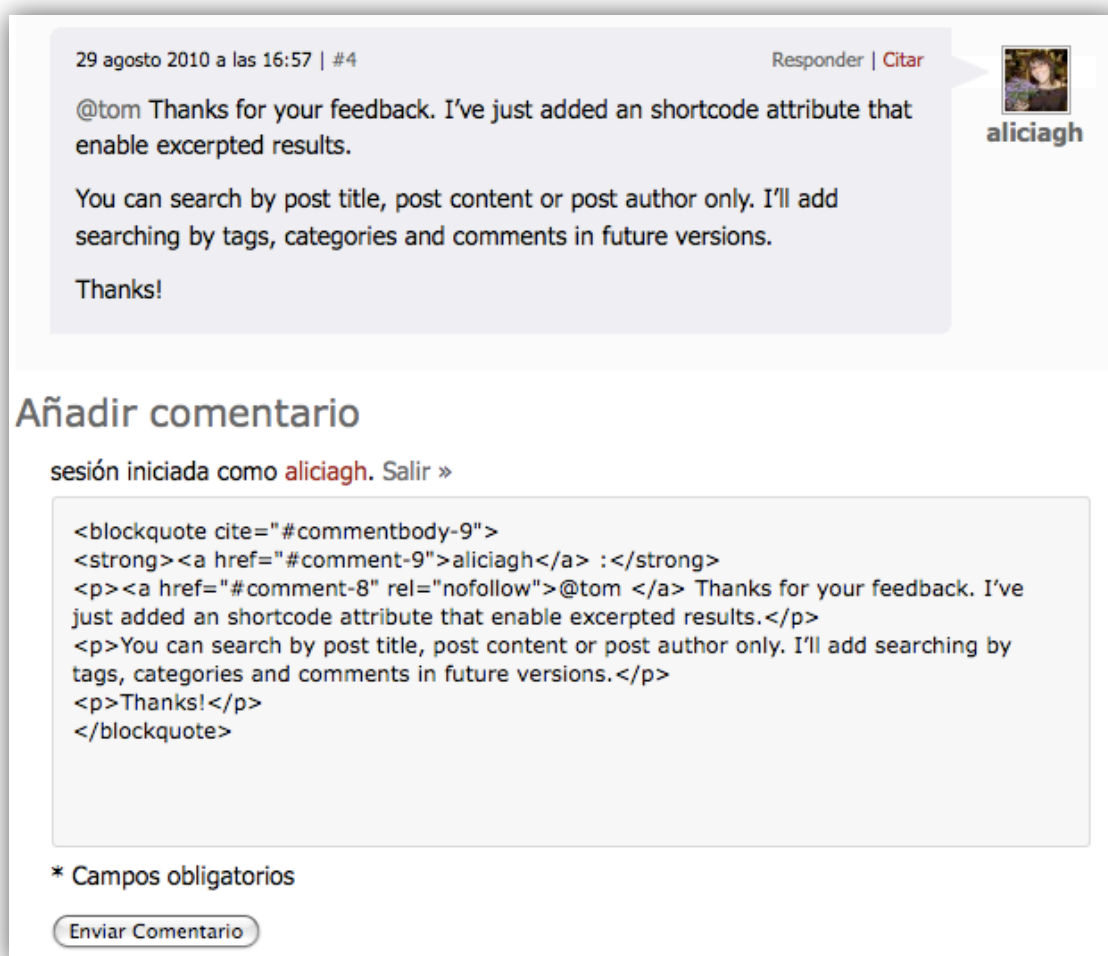 29 agosto 2010 a las 16:57 | #4
Responder | Citar
aliciagh
@tom Thanks for your feedback. I’ve just added an shortcode attribute that
enable excerpted results.
You can search by post title, post content or post author only. I’ll add
searching by tags, categories and comments in future versions.
Thanks!
Añadir comentario
sesión iniciada como aliciagh. Salir »
<blockquote cite="#commentbody-9">
<strong><a href="#comment-9">aliciagh</a> :</strong>
<p><a href="#comment-8" rel="nofollow">@tom </a> Thanks for your feedback. I’ve
just added an shortcode attribute that enable excerpted results.</p>
<p>You can search by post title, post content or post author only. I’ll add searching by
tags, categories and comments in future versions.</p>
<p>Thanks!</p>
</blockquote>
* Campos obligatorios
Enviar Comentario